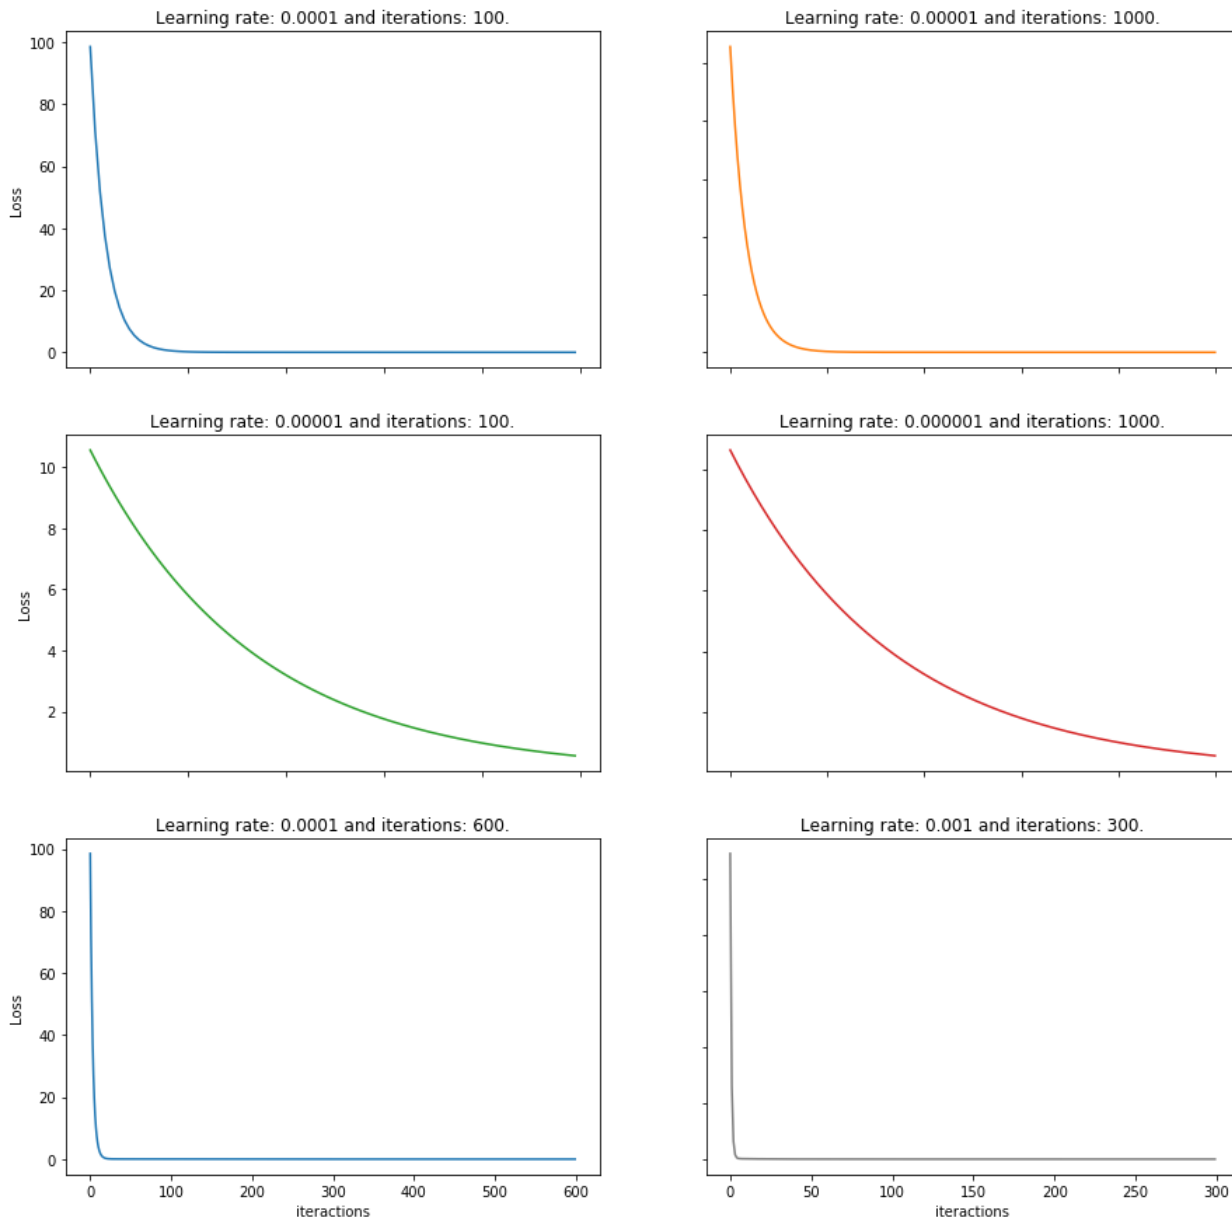 Learning rate: 0.0001 and iterations: 100.
Learning rate: 0.00001 and iterations: 1000.
100
80
60
40
20
0
Loss
Learning rate: 0.00001 and iterations: 100.
Learning rate: 0.000001 and iterations: 1000.
10
8
6
4
2
Loss
Learning rate: 0.0001 and iterations: 600.
Learning rate: 0.001 and iterations: 300.
100
80
60
40
20
0
Loss
0 100 200 300 400 500 600
iteractions
0 50 100 150 200 250 300
iteractions